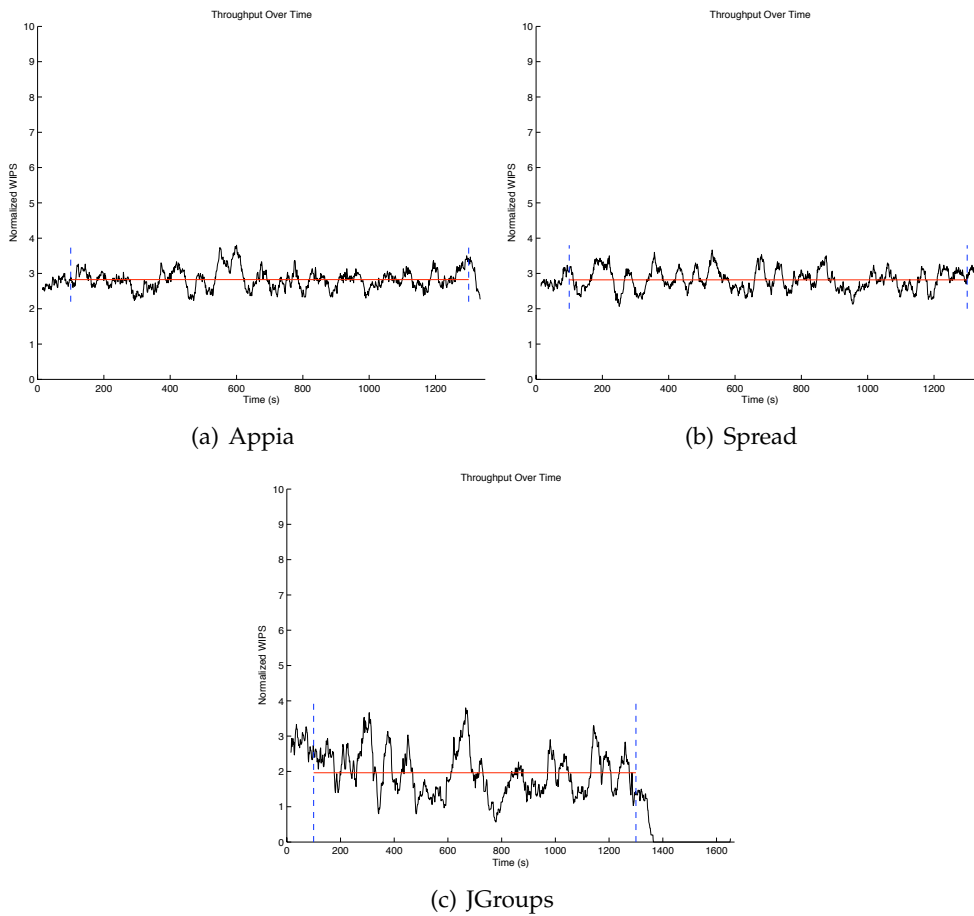 Throughput Over Time
10
9
8
7
6
5
4
3
2
1
0
Normalized WIPS
0 200 400 600 800 1000 1200
Time (s)
(a) Appia
Throughput Over Time
10
9
8
7
6
5
4
3
2
1
0
Normalized WIPS
0 200 400 600 800 1000 1200
Time (s)
(b) Spread
Throughput Over Time
10
9
8
7
6
5
4
3
2
1
0
Normalized WIPS
0 200 400 600 800 1000 1200 1400 1600
Time (s)
(c) JGroups